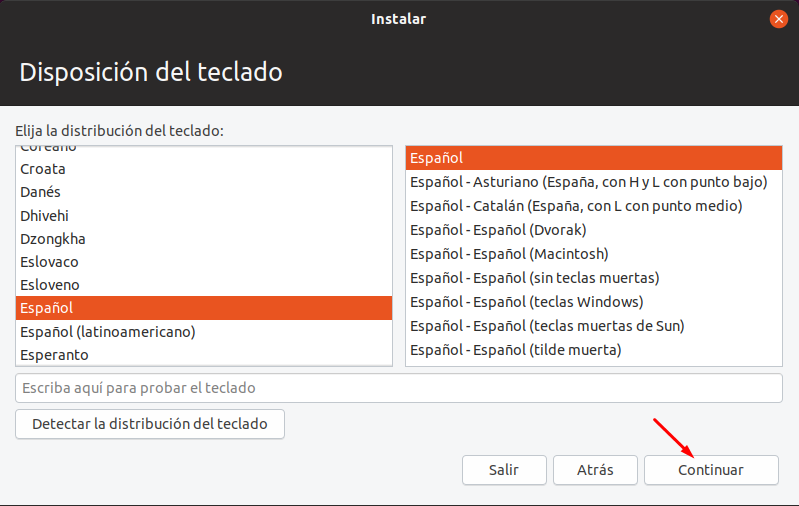 Instalar
Disposición del teclado
Elija la distribución del teclado:
Coreano
Croata
Danés
Dhivehi
Dzongkha
Eslovaco
Esloveno
Español
Español (latinoamericano)
Esperanto
Español
Español - Asturiano (España, con H y L con punto bajo)
Español - Catalán (España, con L con punto medio)
Español - Español (Dvorak)
Español - Español (Macintosh)
Español - Español (sin teclas muertas)
Español - Español (teclas Windows)
Español - Español (teclas muertas de Sun)
Español - Español (tilde muerta)
Escriba aquí para probar el teclado
Detectar la distribución del teclado
Salir
Atrás
Continuar